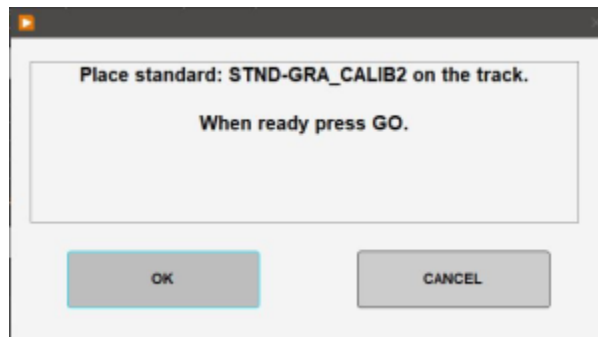 Place standard: STND-GRA_CALIB2 on the track.
When ready press GO.
OK
CANCEL